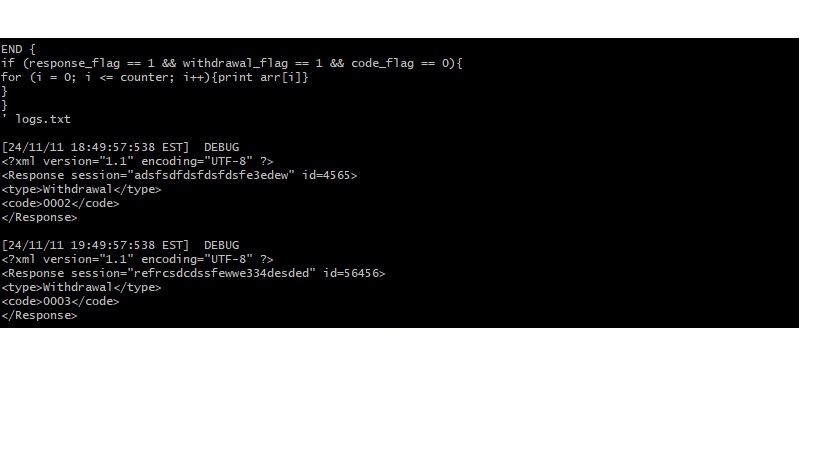 END {
if (response_flag == 1 && withdrawal_flag == 1 && code_flag == 0){
for (i = 0; i <= counter; i++){print arr[i]}
}
}
' logs.txt
[24/11/11 18:49:57:538 EST]  DEBUG
<?xml version="1.1" encoding="UTF-8" ?>
<Response session="adsfsdfdsfdsfdsfe3edew" id=4565>
<type>Withdrawal</type>
<code>0002</code>
</Response>
[24/11/11 19:49:57:538 EST]  DEBUG
<?xml version="1.1" encoding="UTF-8" ?>
<Response session="refrcsdcdssfewwe334desded" id=56456>
<type>Withdrawal</type>
<code>0003</code>
</Response>